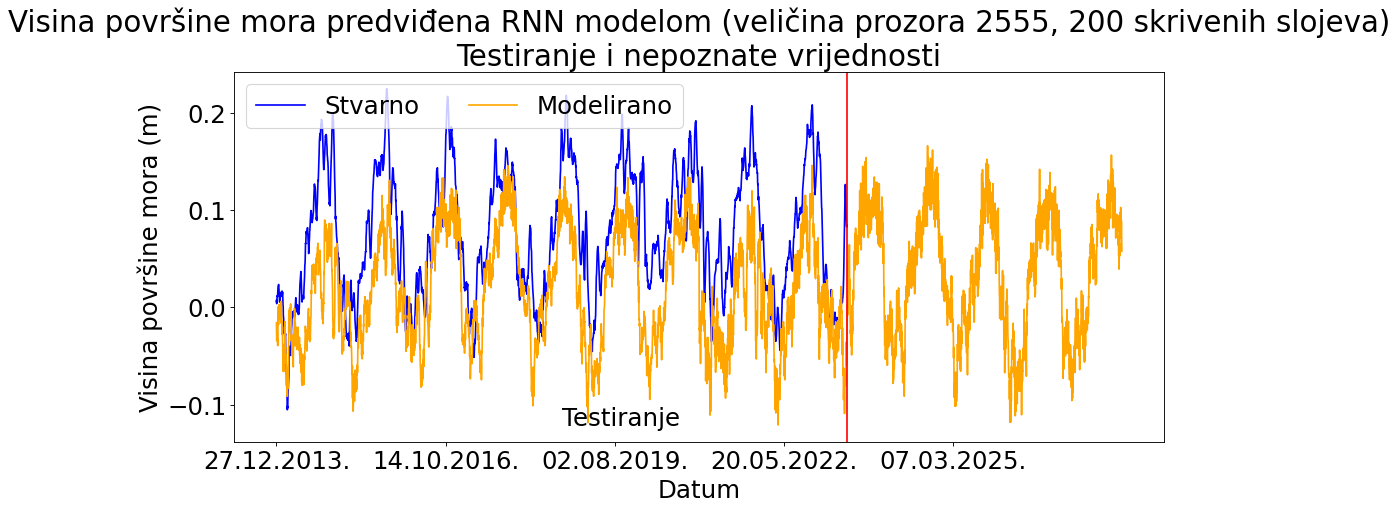 Visina površine mora predviđena RNN modelom (veličina prozora 2555, 200 skrivenih slojeva)
Testiranje i nepoznate vrijednosti
Stvarno Modelirano
Visina površine mora (m)
0.2
0.1
0.0
−0.1
Testiranje
27.12.2013. 14.10.2016. 02.08.2019. 20.05.2022. 07.03.2025.
Datum